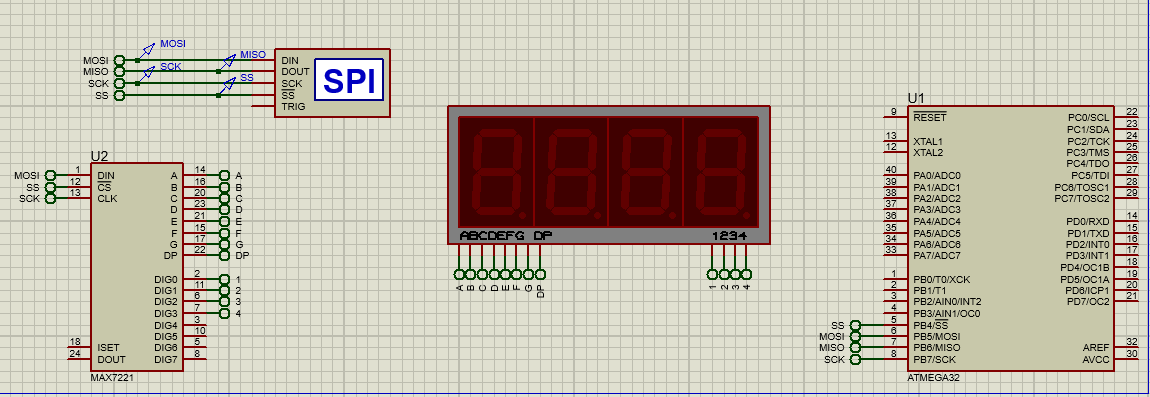 MOSI
MISO
SCK
SS
MOSI
SCK
MISO
SS
DIN
DOUT
SCK
SS
TRIG
SPI
U2
MOSI 1 DIN
SS 12 CS
SCK 13 CLK
A 14 A
B 16 B
C 20 C
D 23 D
E 21 E
F 15 F
G 17 G
DP 22 DP
DIG0 2 1
DIG1 11 2
DIG2 6 3
DIG3 7 4
DIG4 3
DIG5 10
DIG6 5
DIG7 8
18 ISET
24 DOUT
MAX7221
ABCDEFG DP
1234
A B C D E F G DP
1 2 3 4
U1
9 RESET
13 XTAL1
12 XTAL2
40 PA0/ADC0
39 PA1/ADC1
38 PA2/ADC2
37 PA3/ADC3
36 PA4/ADC4
35 PA5/ADC5
34 PA6/ADC6
33 PA7/ADC7
1 PB0/T0/XCK
2 PB1/T1
3 PB2/AIN0/INT2
4 PB3/AIN1/OC0
SS 5 PB4/SS
MOSI 6 PB5/MOSI
MISO 7 PB6/MISO
SCK 8 PB7/SCK
PC0/SCL 22
PC1/SDA 23
PC2/TCK 24
PC3/TMS 25
PC4/TDO 26
PC5/TDI 27
PC6/TOSC1 28
PC7/TOSC2 29
PD0/RXD 14
PD1/TXD 15
PD2/INT0 16
PD3/INT1 17
PD4/OC1B 18
PD5/OC1A 19
PD6/ICP1 20
PD7/OC2 21
AREF 32
AVCC 30
ATMEGA32